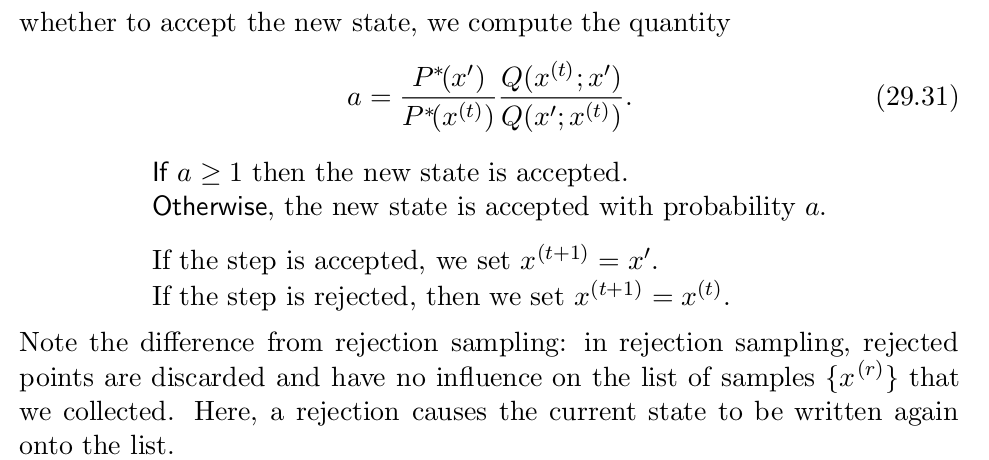 whether to accept the new state, we compute the quantity
a = \frac{P^*(x')}{P^*(x^{(t)})} \frac{Q(x^{(t)}; x')}{Q(x'; x^{(t)})}. (29.31)
If a ≥ 1 then the new state is accepted.
Otherwise, the new state is accepted with probability a.
If the step is accepted, we set x^{(t+1)} = x'.
If the step is rejected, then we set x^{(t+1)} = x^{(t)}.
Note the difference from rejection sampling: in rejection sampling, rejected
points are discarded and have no influence on the list of samples {x^{(r)}} that
we collected. Here, a rejection causes the current state to be written again
onto the list.